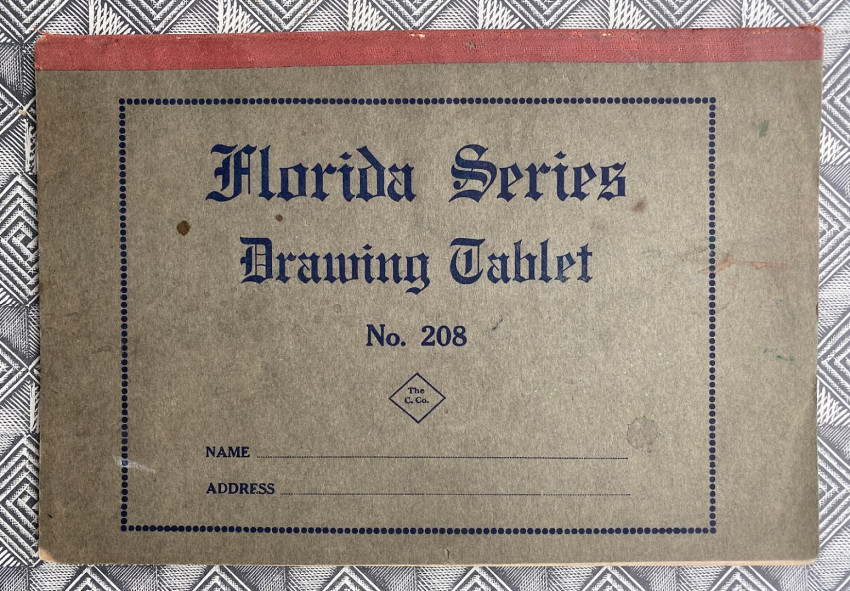 Florida Series
Drawing Tablet
No. 208
The
C. Co.
NAME
ADDRESS